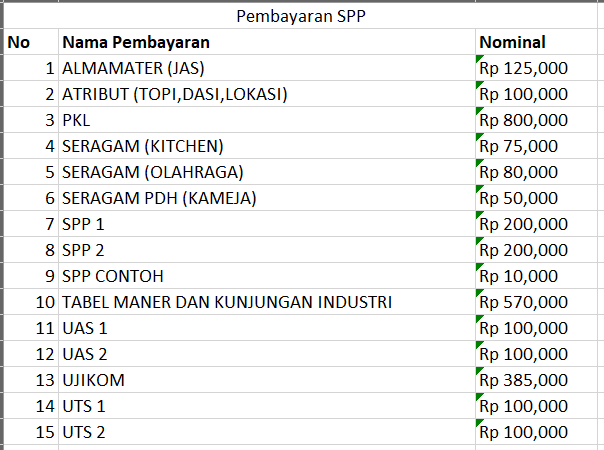 Pembayaran SPP
No Nama Pembayaran Nominal
1 ALMAMATER (JAS) Rp 125,000
2 ATRIBUT (TOPI,DASI,LOKASI) Rp 100,000
3 PKL Rp 800,000
4 SERAGAM (KITCHEN) Rp 75,000
5 SERAGAM (OLAHRAGA) Rp 80,000
6 SERAGAM PDH (KAMEJA) Rp 50,000
7 SPP 1 Rp 200,000
8 SPP 2 Rp 200,000
9 SPP CONTOH Rp 10,000
10 TABEL MANER DAN KUNJUNGAN INDUSTRI Rp 570,000
11 UAS 1 Rp 100,000
12 UAS 2 Rp 100,000
13 UJIKOM Rp 385,000
14 UTS 1 Rp 100,000
15 UTS 2 Rp 100,000